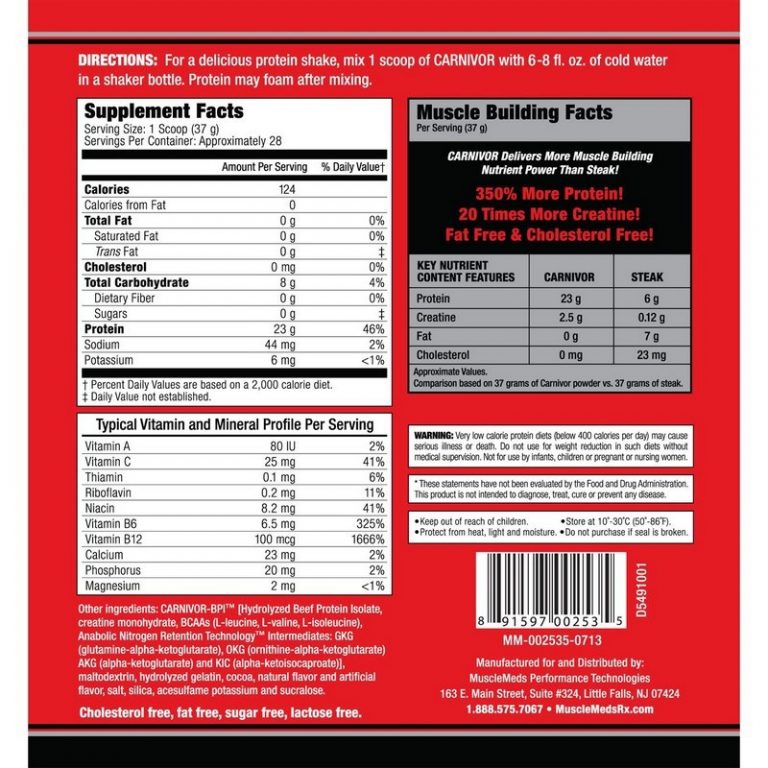 DIRECTIONS: For a delicious protein shake, mix 1 scoop of CARNIVOR with 6-8 fl. oz. of cold water
in a shaker bottle. Protein may foam after mixing.
Supplement Facts
Serving Size: 1 Scoop (37 g)
Servings Per Container: Approximately 28
Amount Per Serving % Daily Value†
Calories 124
Calories from Fat 0
Total Fat 0 g 0%
Saturated Fat 0 g 0%
Trans Fat 0 g ‡
Cholesterol 0 mg 0%
Total Carbohydrate 8 g 4%
Dietary Fiber 0 g 0%
Sugars 0 g ‡
Protein 23 g 46%
Sodium 44 mg 2%
Potassium 6 mg <1%
† Percent Daily Values are based on a 2,000 calorie diet.
‡ Daily Value not established.
Typical Vitamin and Mineral Profile Per Serving
Vitamin A 80 IU 2%
Vitamin C 25 mg 41%
Thiamin 0.1 mg 6%
Riboflavin 0.2 mg 11%
Niacin 8.2 mg 41%
Vitamin B6 6.5 mg 325%
Vitamin B12 100 mcg 1666%
Calcium 23 mg 2%
Phosphorus 20 mg 2%
Magnesium 2 mg <1%
Other ingredients: CARNIVOR-BPI™ [Hydrolyzed Beef Protein Isolate,
creatine monohydrate, BCAAs (L-leucine, L-valine, L-isoleucine),
Anabolic Nitrogen Retention Technology™ Intermediates: GKG
(glutamine-alpha-ketoglutarate), OKG (ornithine-alpha-ketoglutarate)
AKG (alpha-ketoglutarate) and KIC (alpha-ketoisocaproate)],
maltodextrin, hydrolyzed gelatin, cocoa, natural flavor and artificial
flavor, salt, silica, acesulfame potassium and sucralose.
Cholesterol free, fat free, sugar free, lactose free.
Muscle Building Facts
Per Serving (37 g)
CARNIVOR Delivers More Muscle Building
Nutrient Power Than Steak!
350% More Protein!
20 Times More Creatine!
Fat Free & Cholesterol Free!
KEY NUTRIENT
CONTENT FEATURES CARNIVOR STEAK
Protein 23 g 6 g
Creatine 2.5 g 0.12 g
Fat 0 g 7 g
Cholesterol 0 mg 23 mg
Approximate Values.
Comparison based on 37 grams of Carnivor powder vs. 37 grams of steak.
WARNING: Very low calorie protein diets (below 400 calories per day) may cause
serious illness or death. Do not use for weight reduction in such diets without
medical supervision. Not for use by infants, children or pregnant or nursing women.
*These statements have not been evaluated by the Food and Drug Administration.
This product is not intended to diagnose, treat, cure or prevent any disease.
•Keep out of reach of children. •Store at 10˚-30˚C (50˚-86˚F).
•Protect from heat, light and moisture. •Do not purchase if seal is broken.
8 91597 00253 5
D5491001
MM-002535-0713
Manufactured for and Distributed by:
MuscleMeds Performance Technologies
163 E. Main Street, Suite #324, Little Falls, NJ 07424
1.888.575.7067 • MuscleMedsRx.com